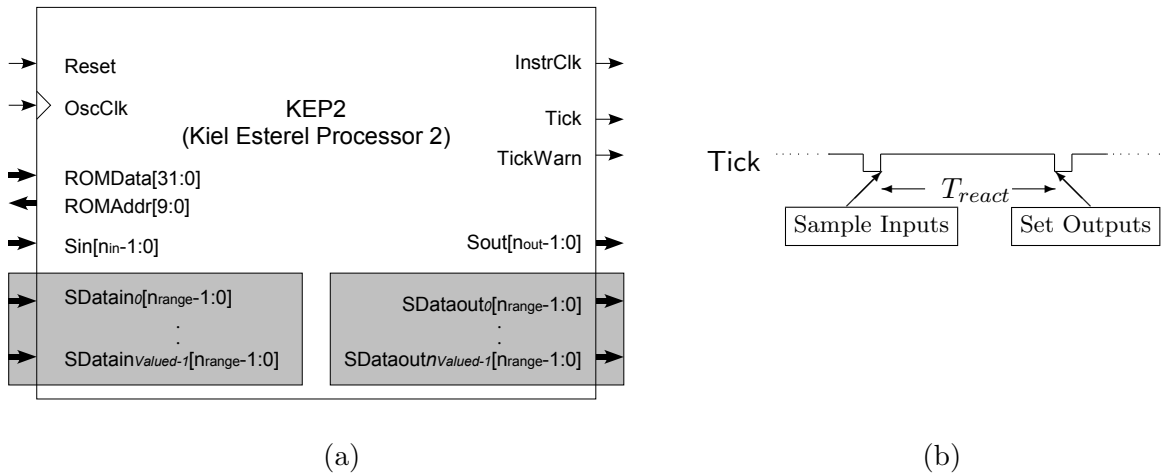 Reset
OscClk
KEP2
(Kiel Esterel Processor 2)
ROMData[31:0]
ROMAddr[9:0]
Sin[nin-1:0]
SDatain0[nrange-1:0]
.
.
SDatainValued-1[nrange-1:0]
InstrClk
Tick
TickWarn
Sout[nout-1:0]
SDataout0[nrange-1:0]
.
.
SDataoutnValued-1[nrange-1:0]
(a)
Tick
Treact
Sample Inputs
Set Outputs
(b)